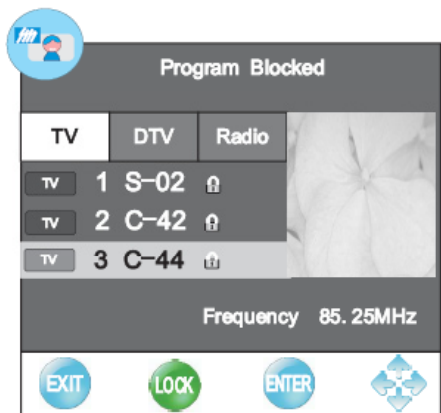 Program Blocked
TV DTV Radio
TV 1 S-02
TV 2 C-42
TV 3 C-44
Frequency 85.25MHz
EXIT LOCK ENTER